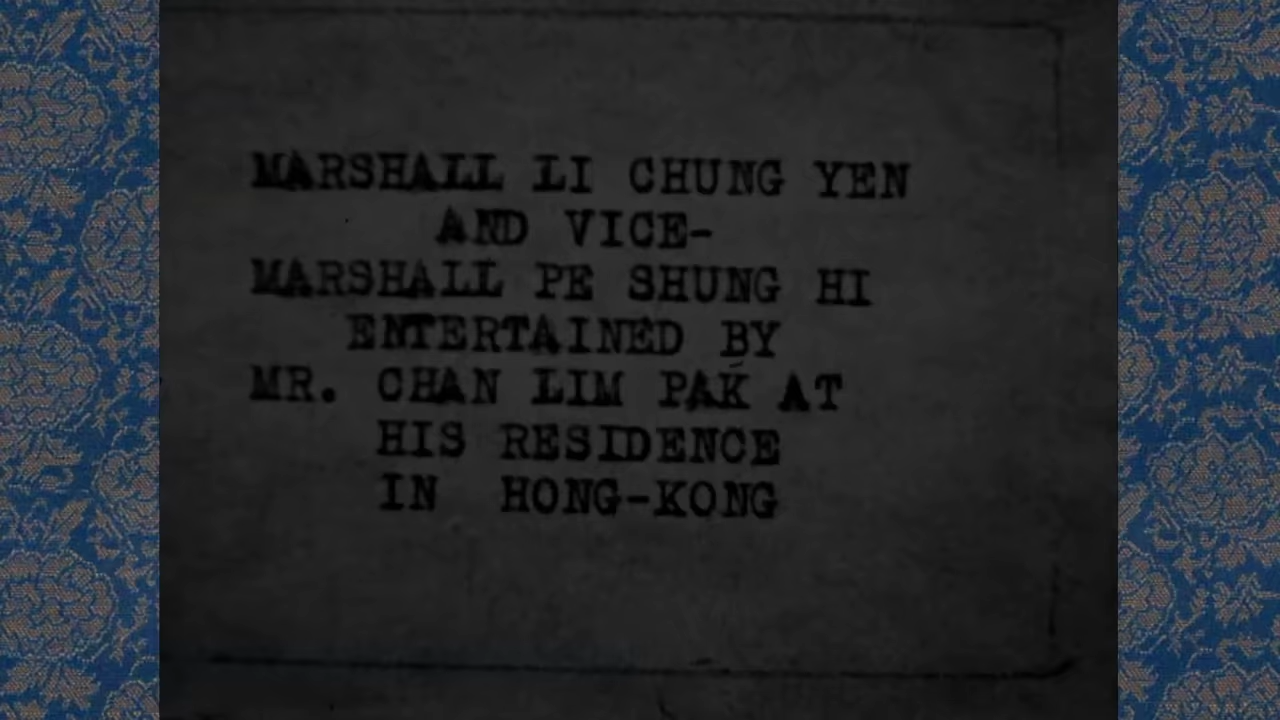 MARSHALL LI CHUNG YEN
AND VICE-
MARSHALL PE SHUNG HI
ENTERTAINED BY
MR. CHAN LIM PAK AT
HIS RESIDENCE
IN HONG-KONG